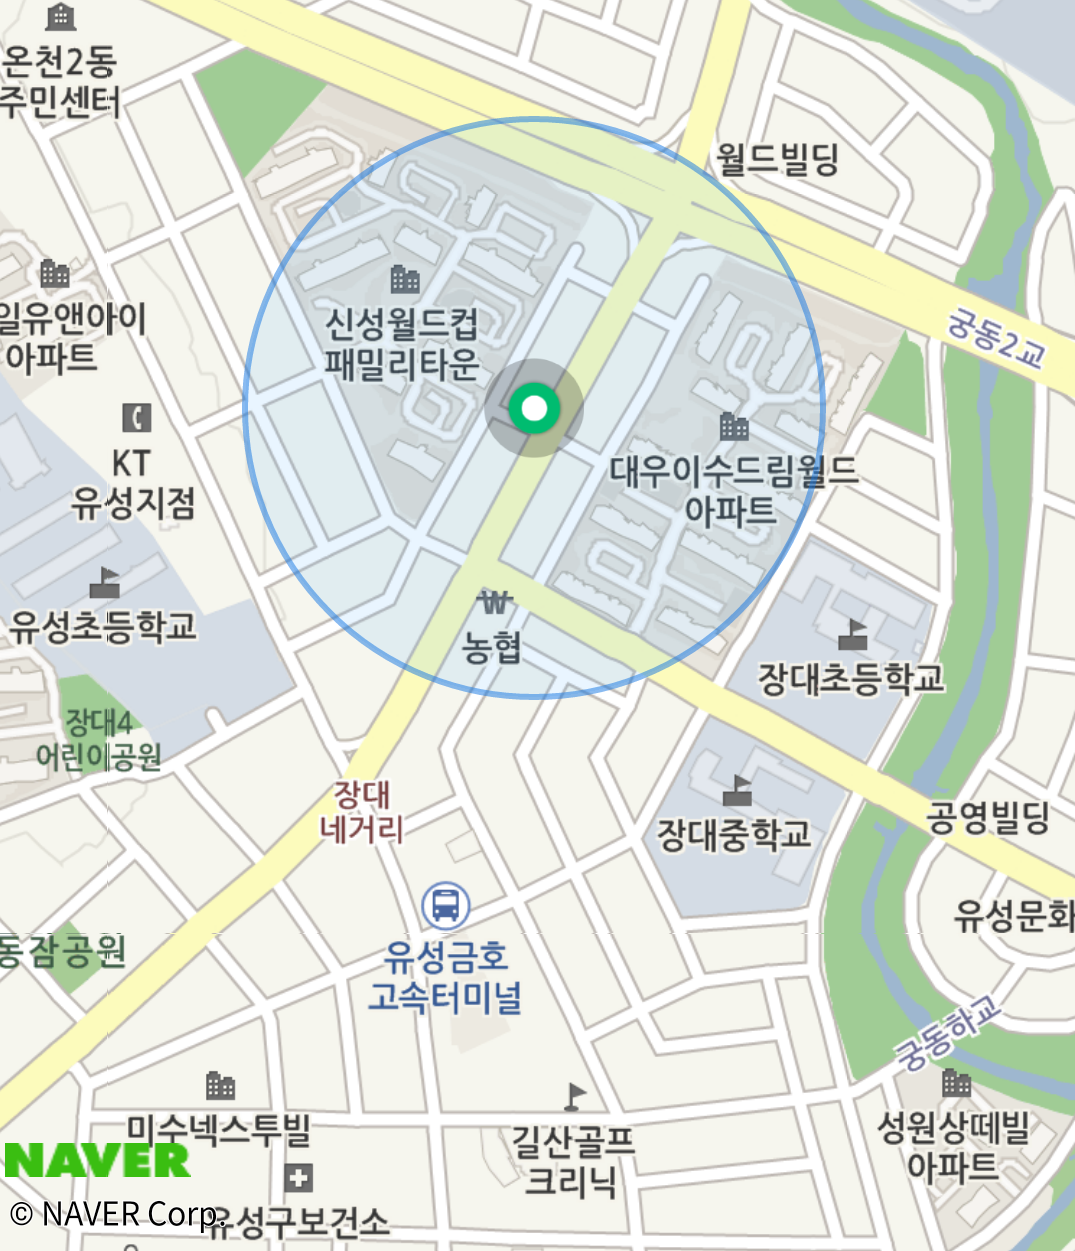 온천2동
주민센터
월드빌딩
일유앤아이
아파트
신성월드컵
패밀리타운
궁동2교
KT
유성지점
대우이수드림월드
아파트
유성초등학교
농협
장대초등학교
장대4
어린이공원
장대
네거리
장대중학교
공영빌딩
유성문화
동잠공원
유성금호
고속터미널
궁동하교
미수넥스투빌
길산골프
크리닉
성원상떼빌
아파트
NAVER
© NAVER Corp.
유성구보건소